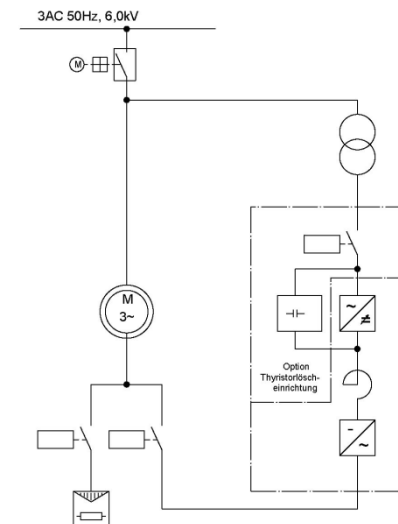 3AC 50Hz, 6,0kV
M
M
3~
~
≠
Option
Thyristorlösch-
einrichtung
-
~